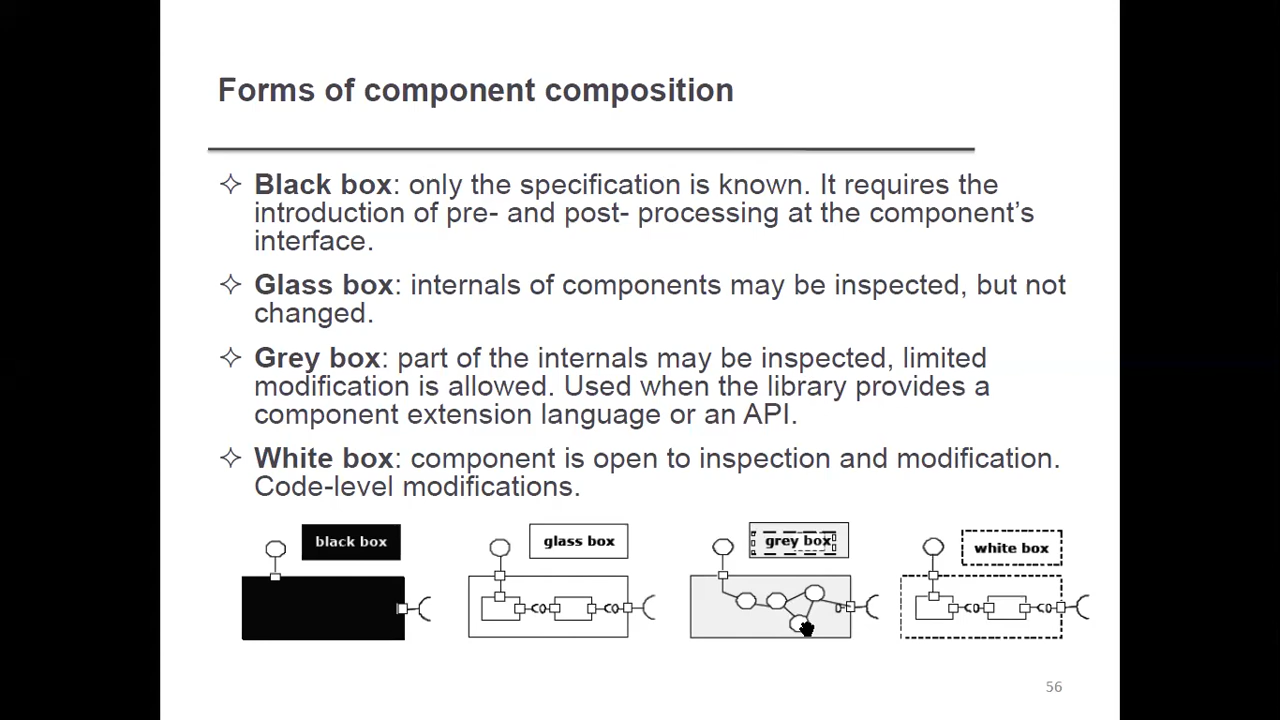 Forms of component composition
Black box: only the specification is known. It requires the
introduction of pre- and post- processing at the component's
interface.
Glass box: internals of components may be inspected, but not
changed.
Grey box: part of the internals may be inspected, limited
modification is allowed. Used when the library provides a
component extension language or an API.
White box: component is open to inspection and modification.
Code-level modifications.
black box
glass box
grey box
white box
56